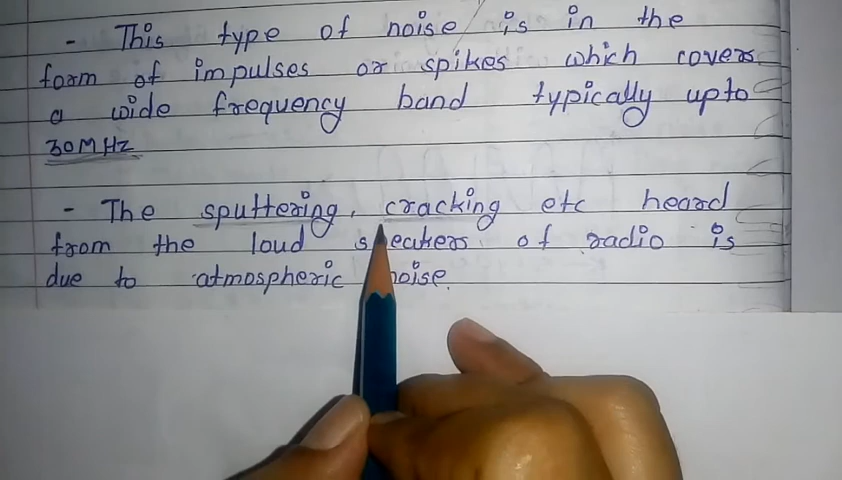 - This type of noise is in the
form of impulses or spikes which covers
a wide frequency band typically upto
30MHz
- The sputtering, cracking etc heard
from the loud speakers of radio is
due to atmospheric noise.